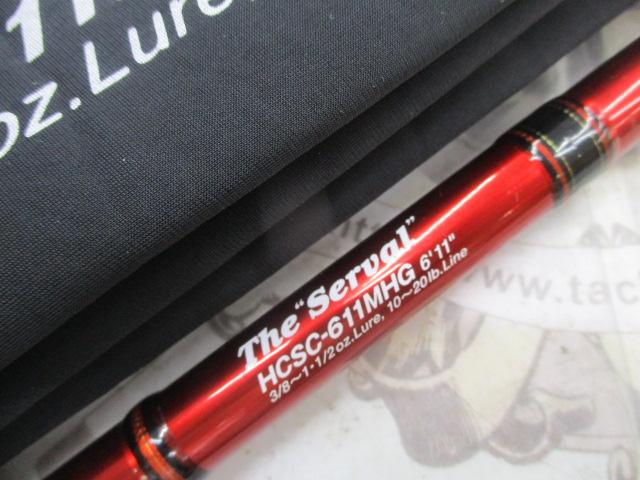 oz.Lure
The "Serval"
HCSC-611MHG 6'11"
3/8～1・1/2oz.Lure, 10～20lb.Line
www.tac